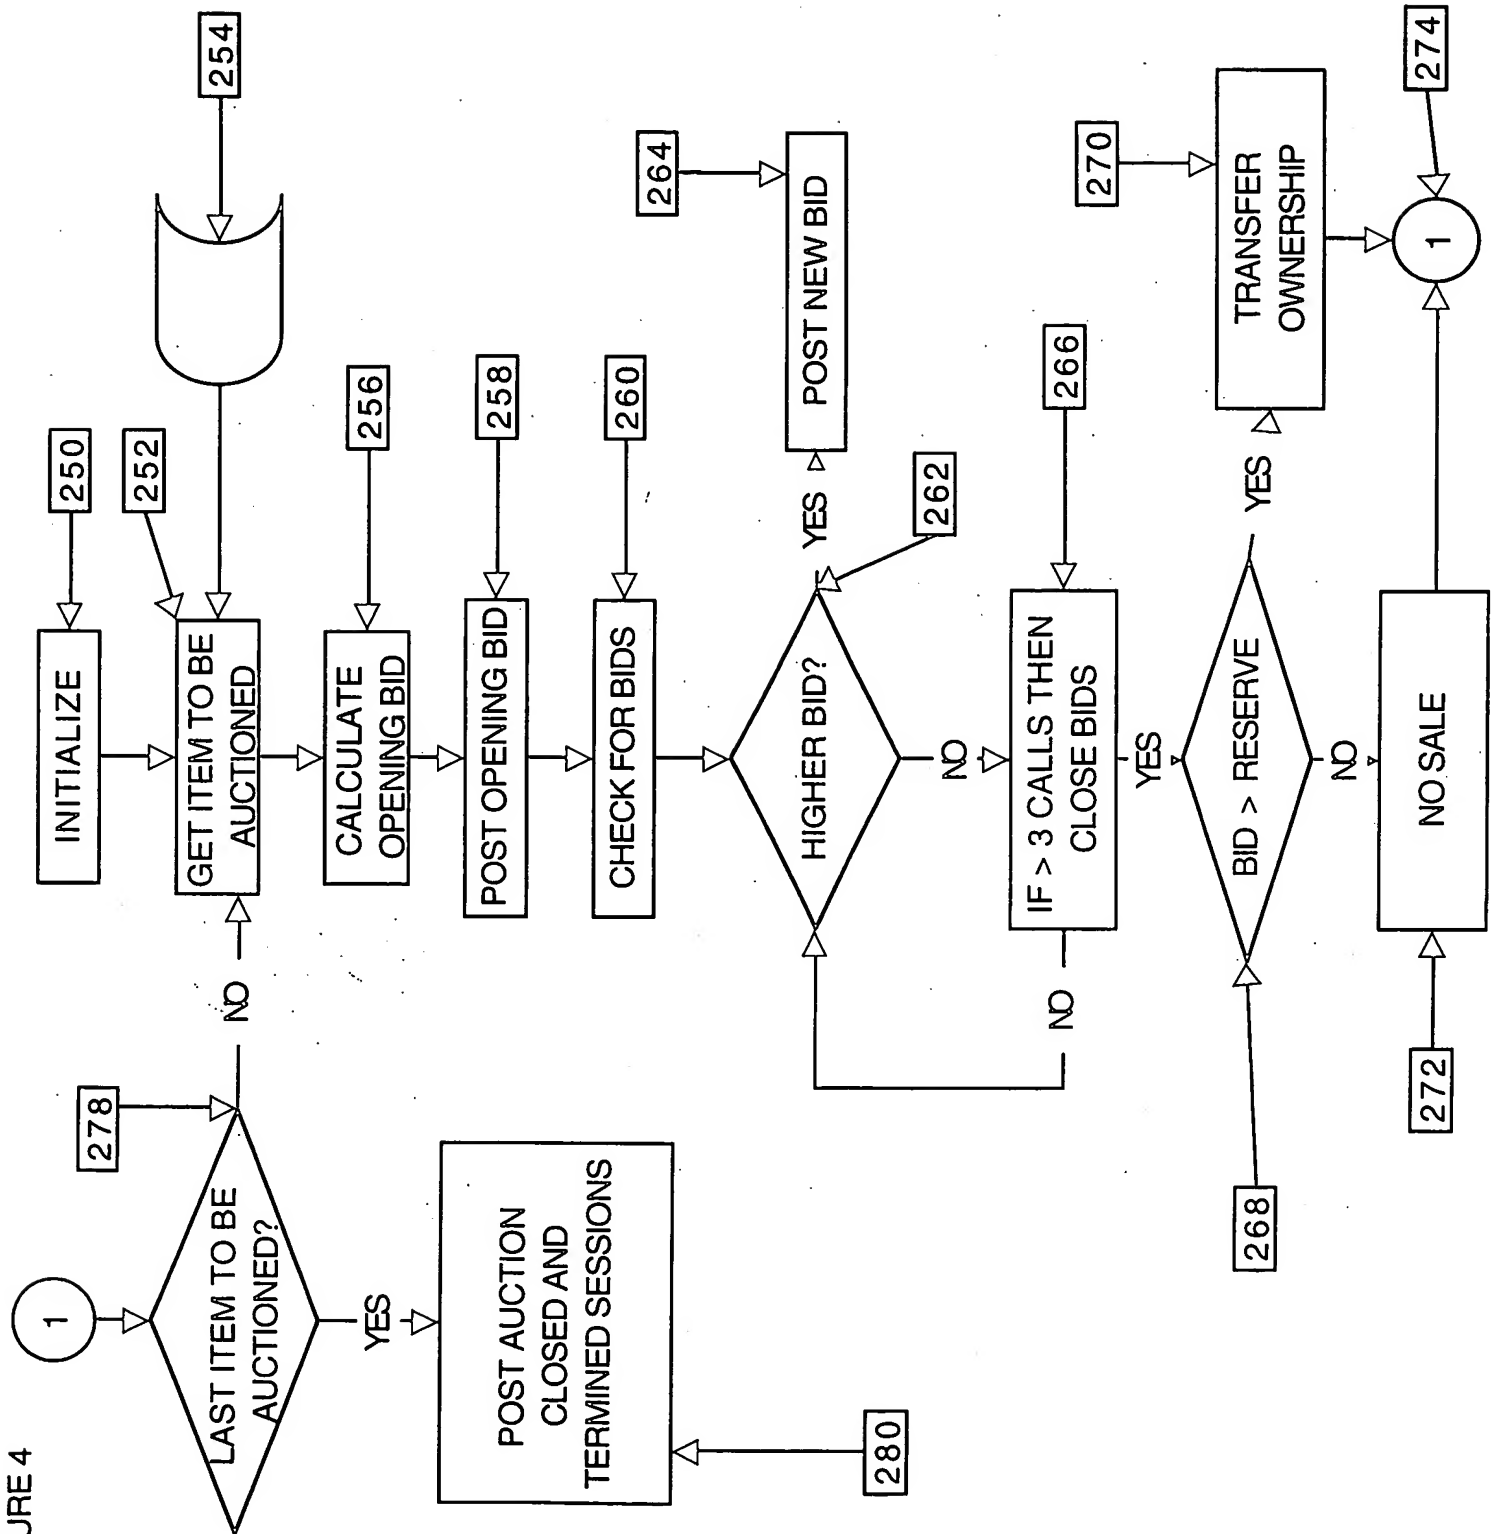 URE 4
1
LAST ITEM TO BE
AUCTIONED?
278
NO
YES
POST AUCTION
CLOSED AND
TERMINED SESSIONS
280
INITIALIZE
250
252
GET ITEM TO BE
AUCTIONED
254
CALCULATE
OPENING BID
256
POST OPENING BID
258
CHECK FOR BIDS
260
HIGHER BID?
YES
POST NEW BID
264
262
NO
IF > 3 CALLS THEN
CLOSE BIDS
266
NO
YES
BID > RESERVE
268
YES
TRANSFER
OWNERSHIP
270
NO
NO SALE
272
1
274